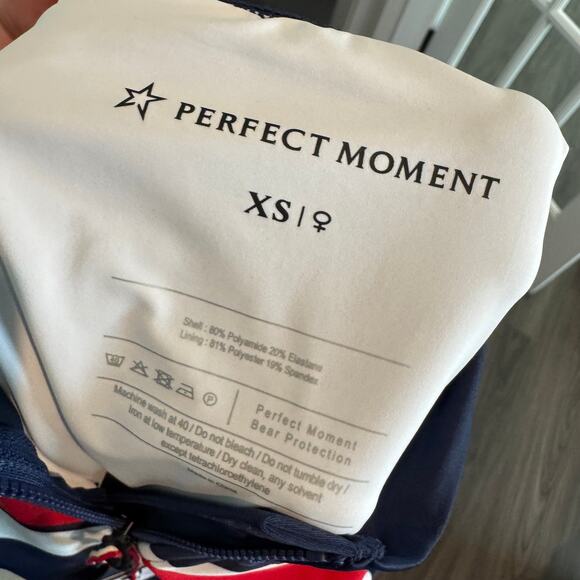 PERFECT MOMENT
XS | ♀
Shell : 80% Polyamide 20% Elastane
Lining : 81% Polyester 19% Spandex
40 P
Perfect Moment
Bear Protection
Machine wash at 40 / Do not bleach / Do not tumble dry /
Iron at low temperature / Dry clean, any solvent
except tetrachloroethylene